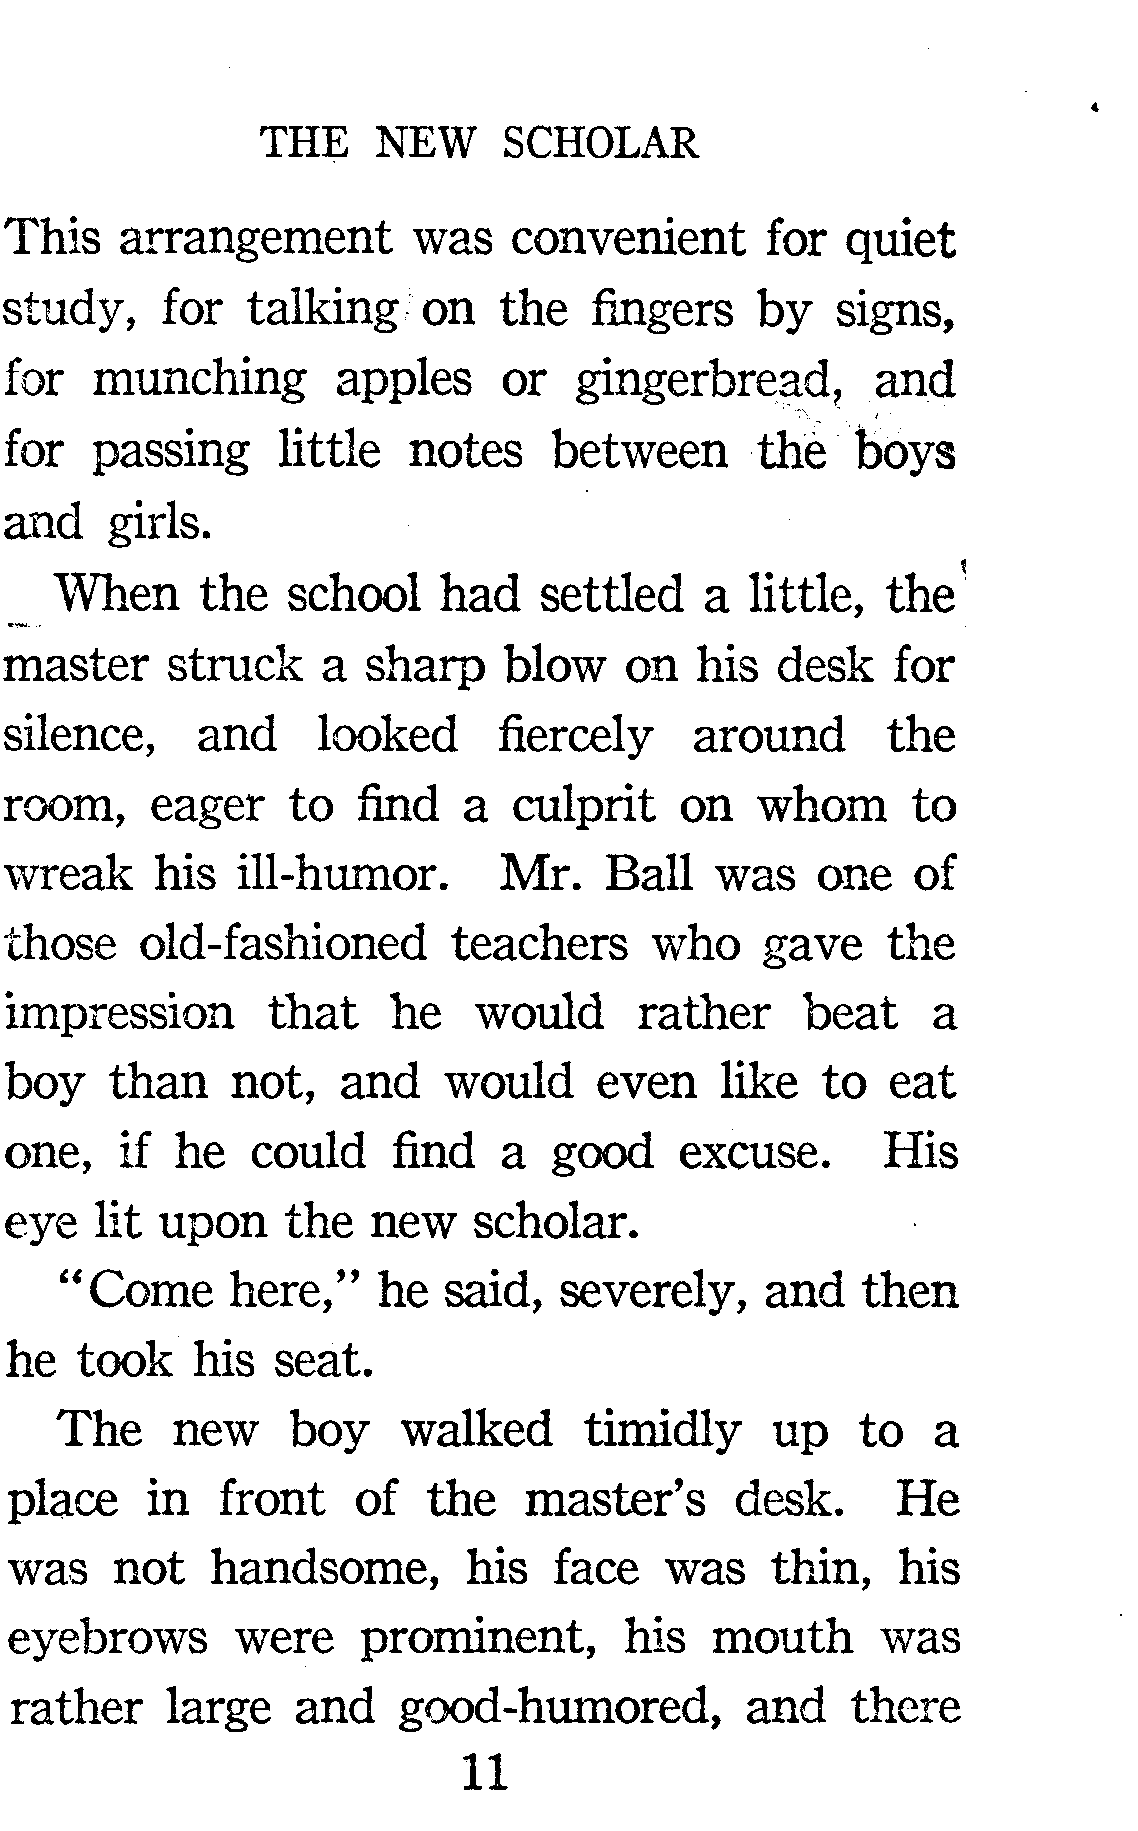 THE NEW SCHOLAR
This arrangement was convenient for quiet
study, for talking on the fingers by signs,
for munching apples or gingerbread, and
for passing little notes between the boys
and girls.
When the school had settled a little, the
master struck a sharp blow on his desk for
silence, and looked fiercely around the
room, eager to find a culprit on whom to
wreak his ill-humor. Mr. Ball was one of
those old-fashioned teachers who gave the
impression that he would rather beat a
boy than not, and would even like to eat
one, if he could find a good excuse. His
eye lit upon the new scholar.
"Come here," he said, severely, and then
he took his seat.
The new boy walked timidly up to a
place in front of the master's desk. He
was not handsome, his face was thin, his
eyebrows were prominent, his mouth was
rather large and good-humored, and there
11